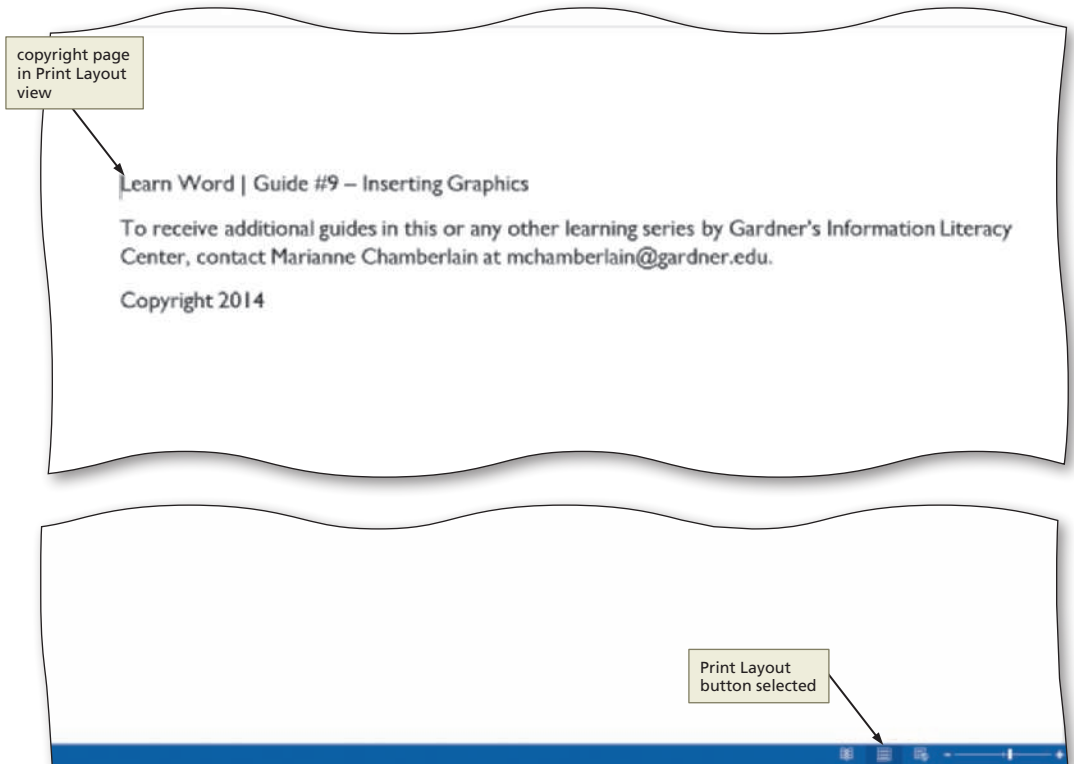 copyright page
in Print Layout
view
Learn Word | Guide #9 – Inserting Graphics
To receive additional guides in this or any other learning series by Gardner's Information Literacy
Center, contact Marianne Chamberlain at mchamberlain@gardner.edu.
Copyright 2014
Print Layout
button selected